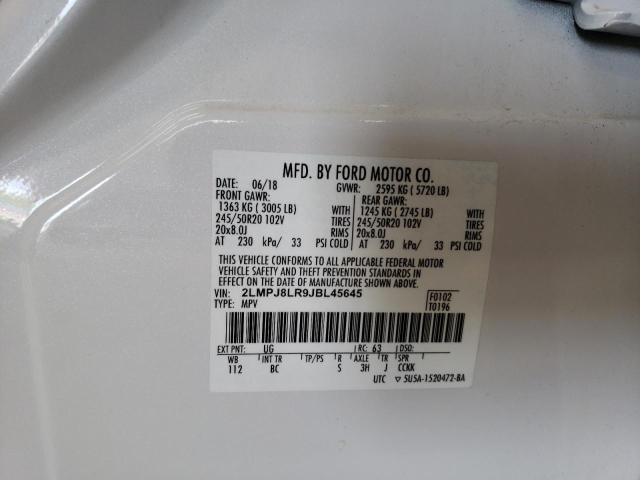 MFD. BY FORD MOTOR CO.
DATE: 06/18 GVWR: 2595 KG ( 5720 LB)
FRONT GAWR: REAR GAWR:
1363 KG ( 3005 LB) WITH 1245 KG ( 2745 LB) WITH
245/50R20 102V TIRES 245/50R20 102V TIRES
20x8.0J RIMS 20x8.0J RIMS
AT 230 kPa/ 33 PSI COLD AT 230 kPa/ 33 PSI COLD
THIS VEHICLE CONFORMS TO ALL APPLICABLE FEDERAL MOTOR
VEHICLE SAFETY AND THEFT PREVENTION STANDARDS IN
EFFECT ON THE DATE OF MANUFACTURE SHOWN ABOVE.
VIN: 2LMPJ8LR9JBL45645 F0102
TYPE: MPV T0196
EXT PNT: UG RC: 63 DSO:
WB INT TR TP/PS R AXLE TR SPR
112 BC S 3H J CCKK
UTC ▽ 5U5A-1520472-BA